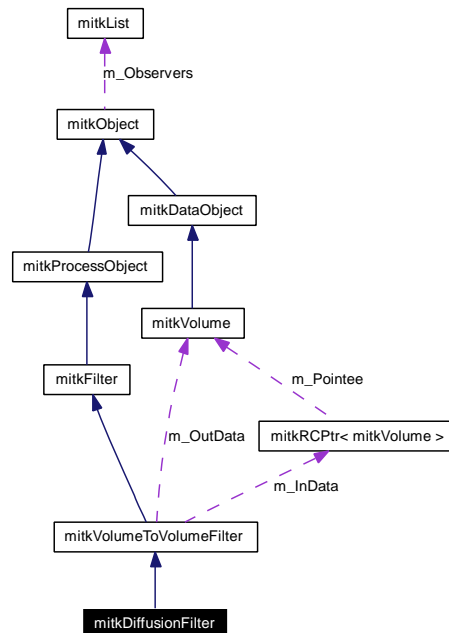 mitkList
m_Observers
mitkObject
mitkDataObject
mitkProcessObject
mitkVolume
m_Pointee
mitkFilter
m_OutData
mitkRCPtr< mitkVolume >
m_InData
mitkVolumeToVolumeFilter
mitkDiffusionFilter